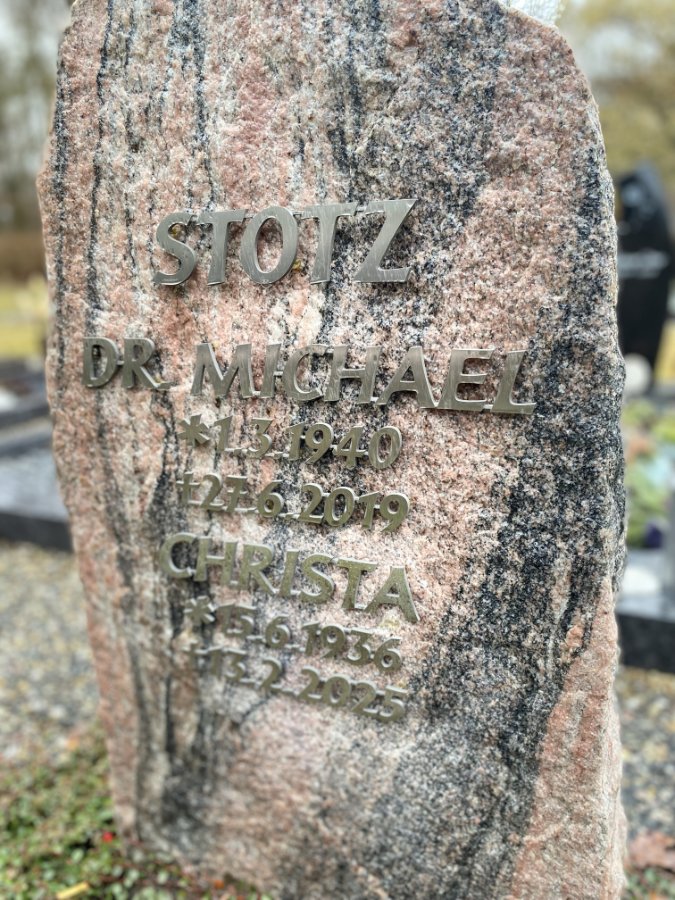 STOTZ
DR. MICHAEL
*1.3.1940
†27.6.2019
CHRISTA
*15.6.1936
†13.2.2025